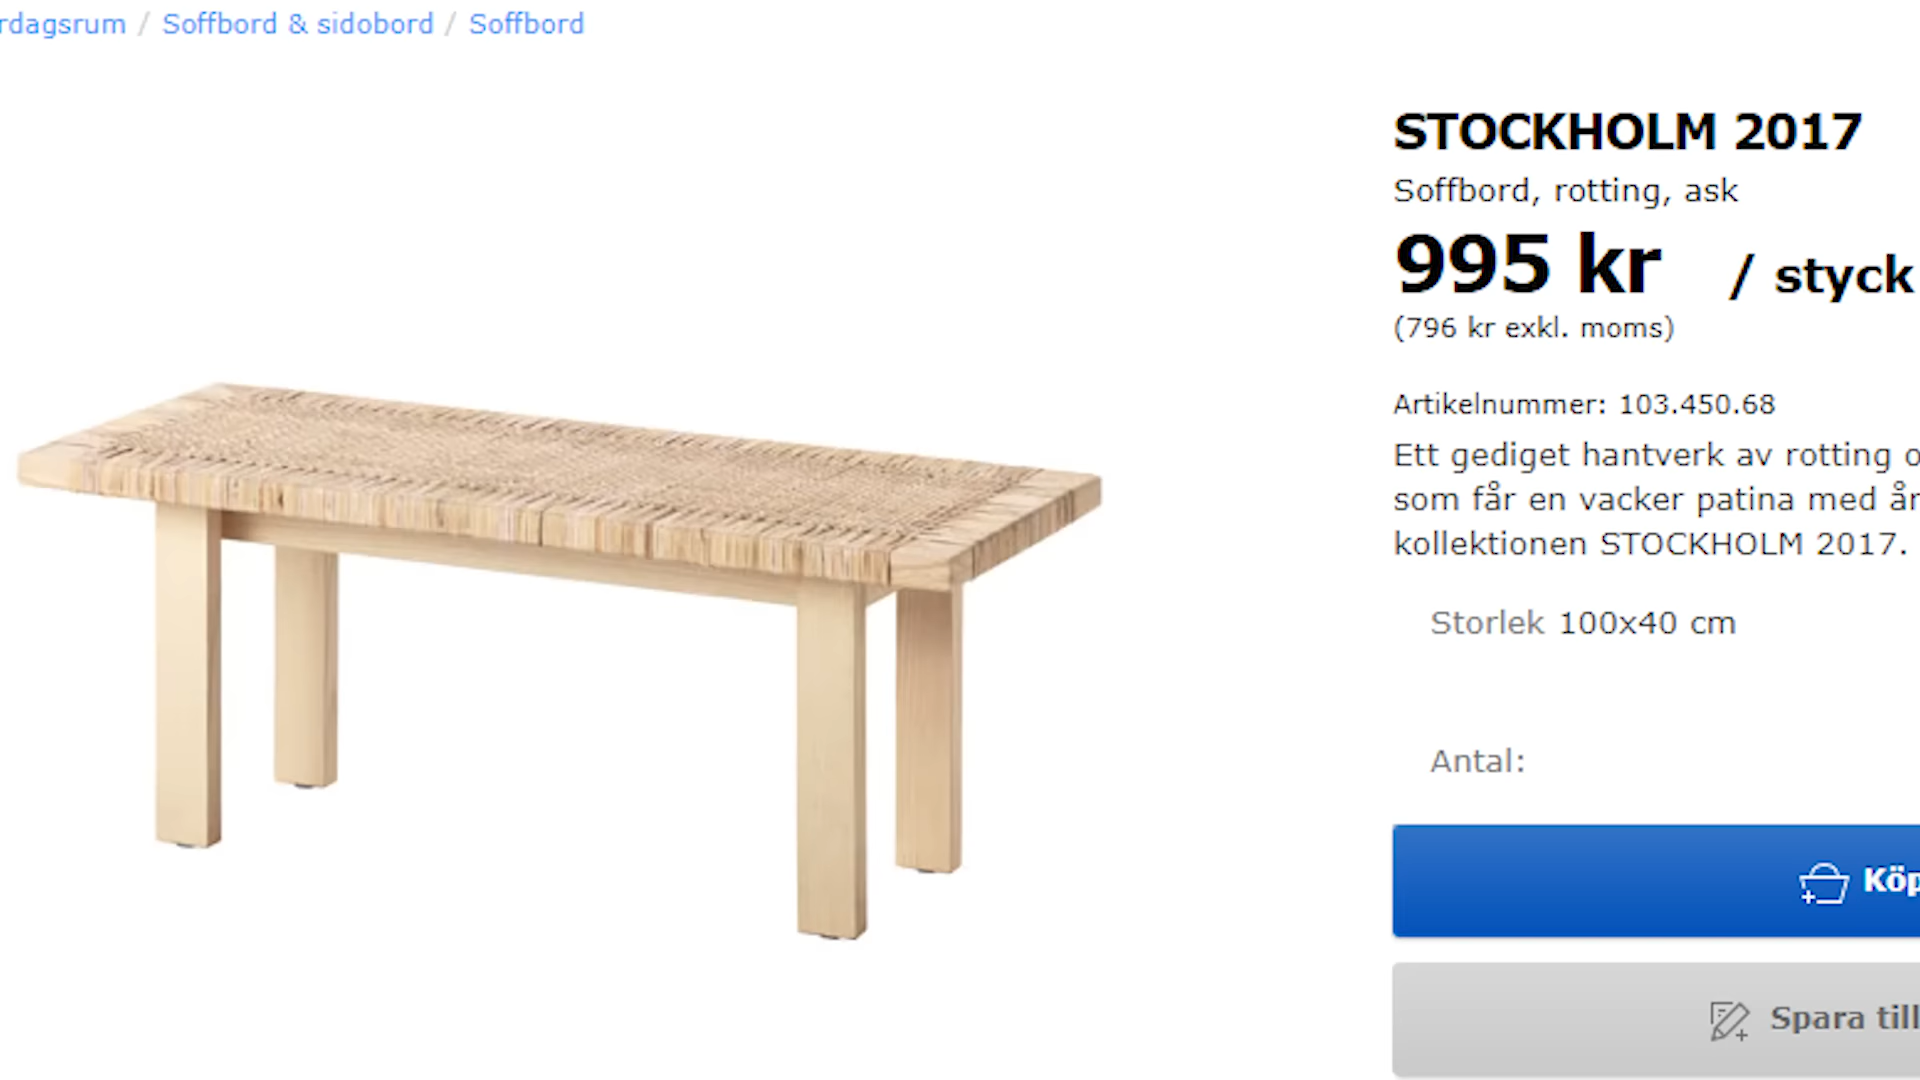 / Soffbord & sidobord / Soffbord
STOCKHOLM 2017
Soffbord, rotting, ask
995 kr / styck
(796 kr exkl. moms)
Artikelnummer: 103.450.68
Ett gediget hantverk av rotting
som får en vacker patina med
kollektionen STOCKHOLM 2017.
Storlek 100x40 cm
Antal:
Spara till